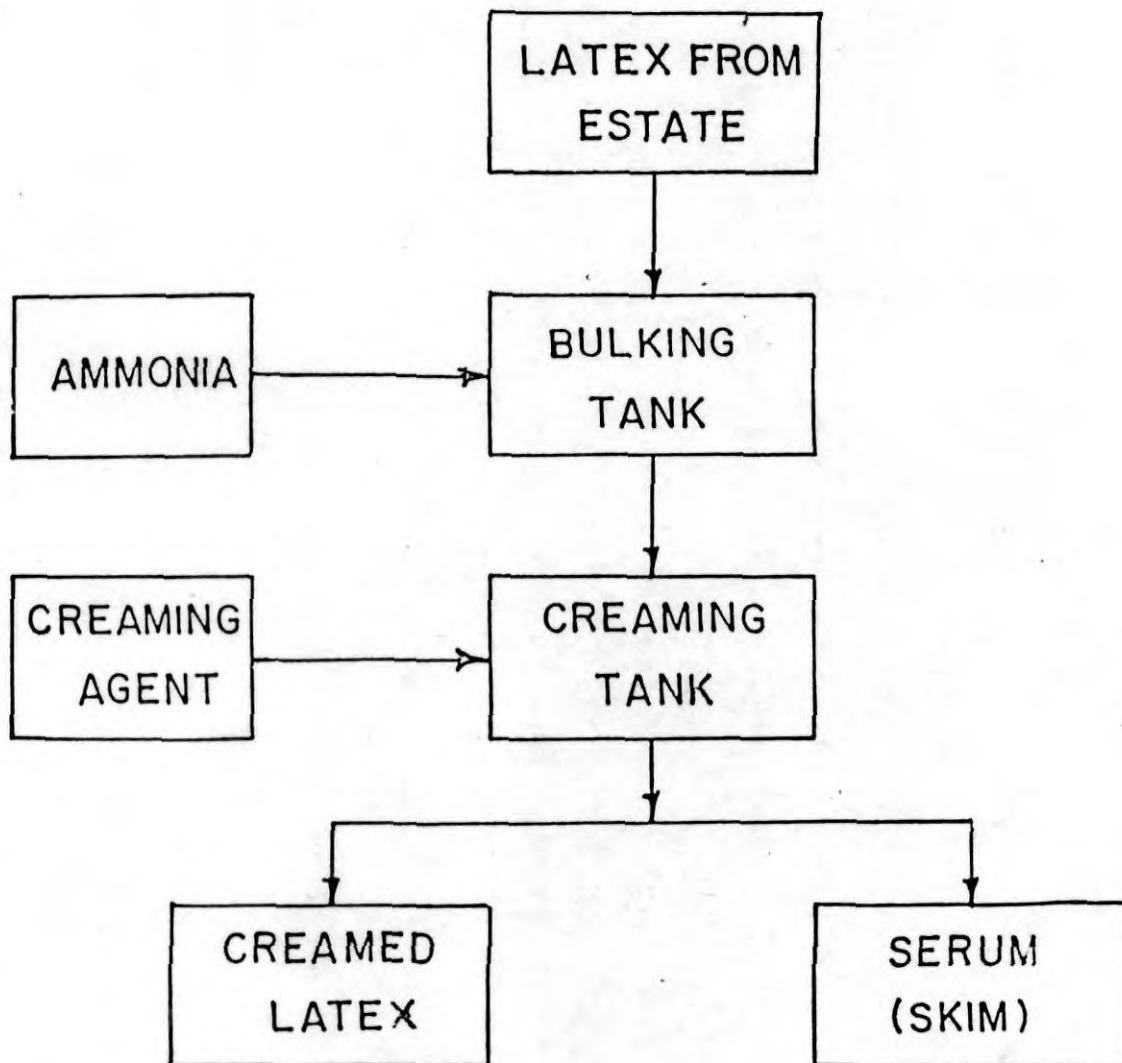 LATEX FROM
ESTATE
AMMONIA
BULKING
TANK
CREAMING
AGENT
CREAMING
TANK
CREAMED
LATEX
SERUM
(SKIM)